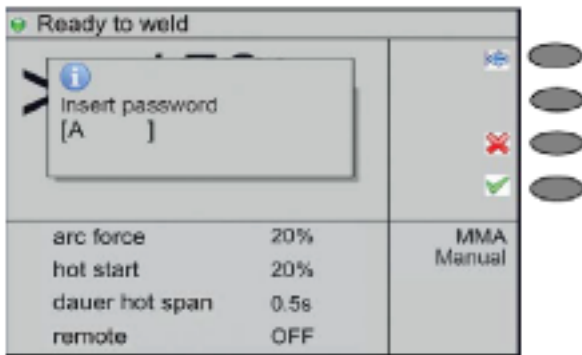 Ready to weld
Insert password
[A ]
arc force 20%
hot start 20%
dauer hot span 0.5s
remote OFF
MMA
Manual